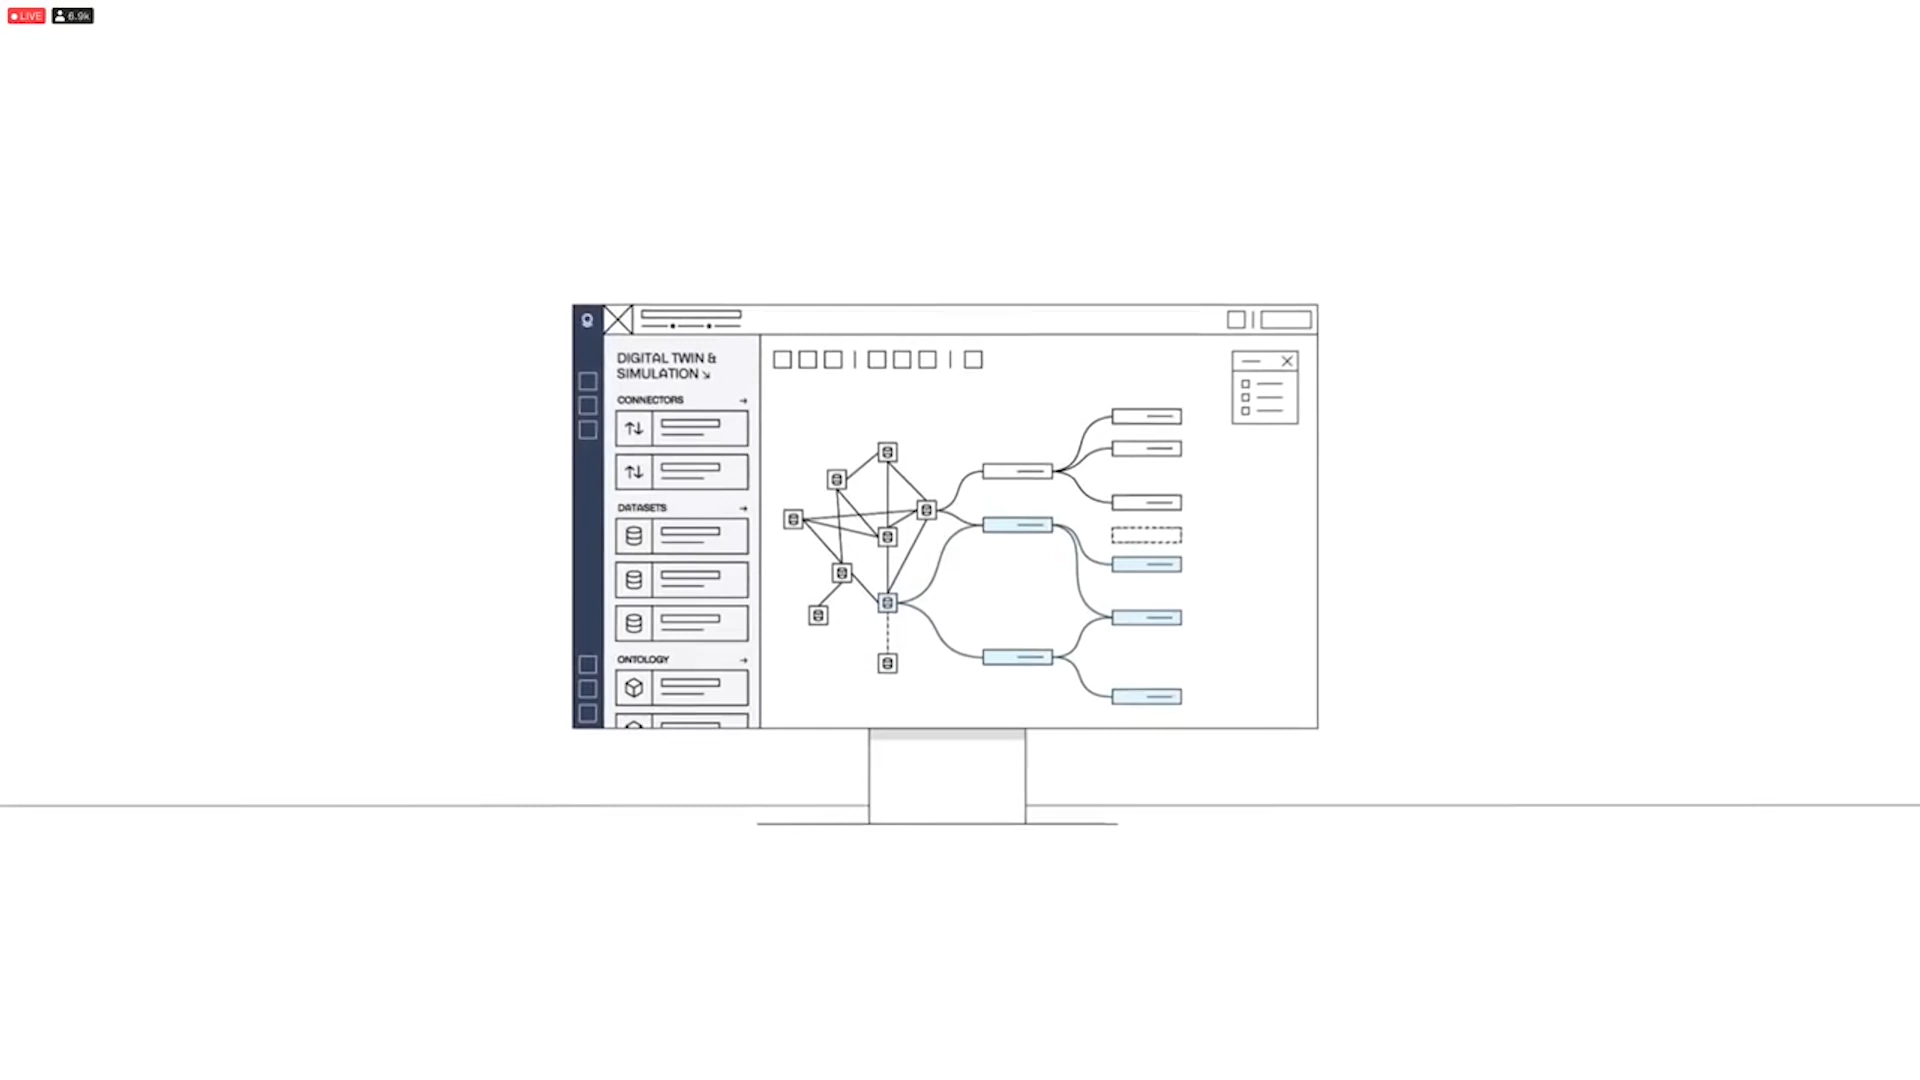 LIVE
6.9k
DIGITAL TWIN &
SIMULATION ↘
CONNECTORS →
DATASETS →
ONTOLOGY →